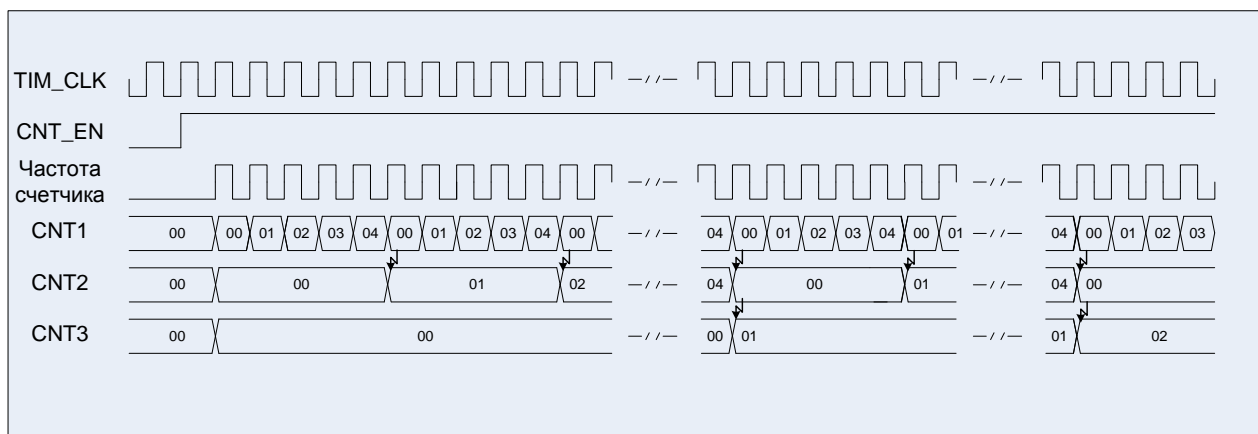 TIM_CLK
CNT_EN
Частота
счетчика
CNT1 00 00 01 02 03 04 00 01 02 03 04 00 04 00 01 02 03 04 00 01 04 00 01 02 03
CNT2 00 00 01 02 04 00 01 04 00
CNT3 00 00 00 01 01 02